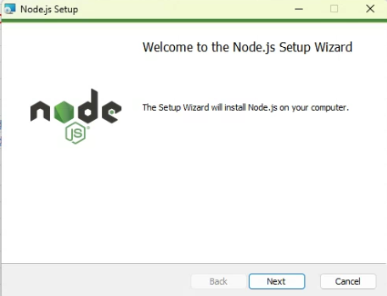 Node.js Setup
Welcome to the Node.js Setup Wizard
node
JS
The Setup Wizard will install Node.js on your computer.
Back
Next
Cancel